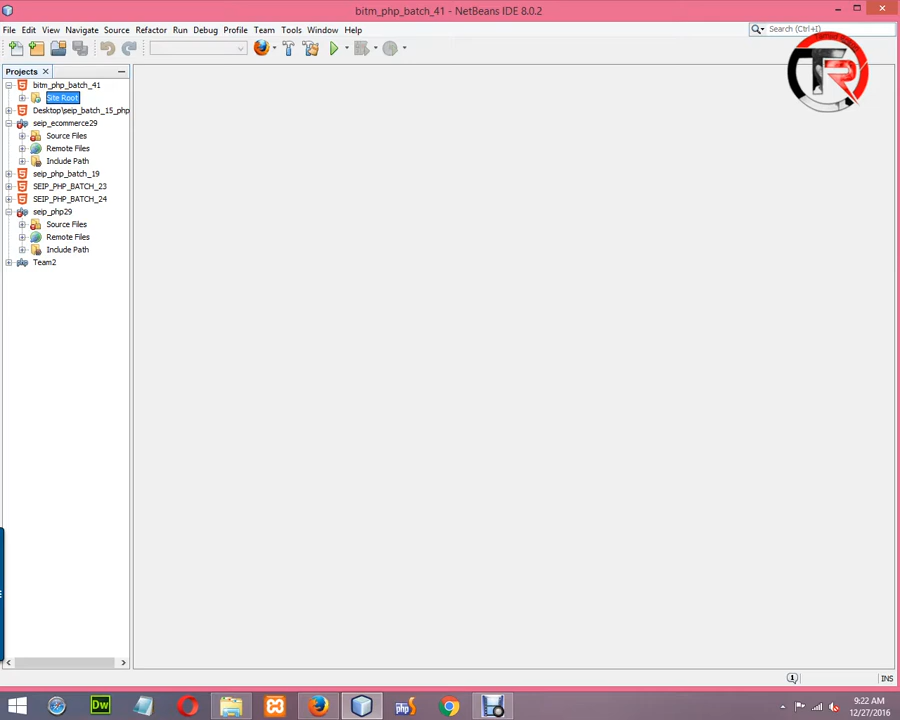 bitm_php_batch_41 - NetBeans IDE 8.0.2
File Edit View Navigate Source Refactor Run Debug Profile Team Tools Window Help
Search (Ctrl+I)
Projects
bitm_php_batch_41
Site Root
Desktop\seip_batch_15_php
seip_ecommerce29
Source Files
Remote Files
Include Path
seip_php_batch_19
SEIP_PHP_BATCH_23
SEIP_PHP_BATCH_24
seip_php29
Source Files
Remote Files
Include Path
Team2
INS
Dw
php
9:22 AM
12/27/2016